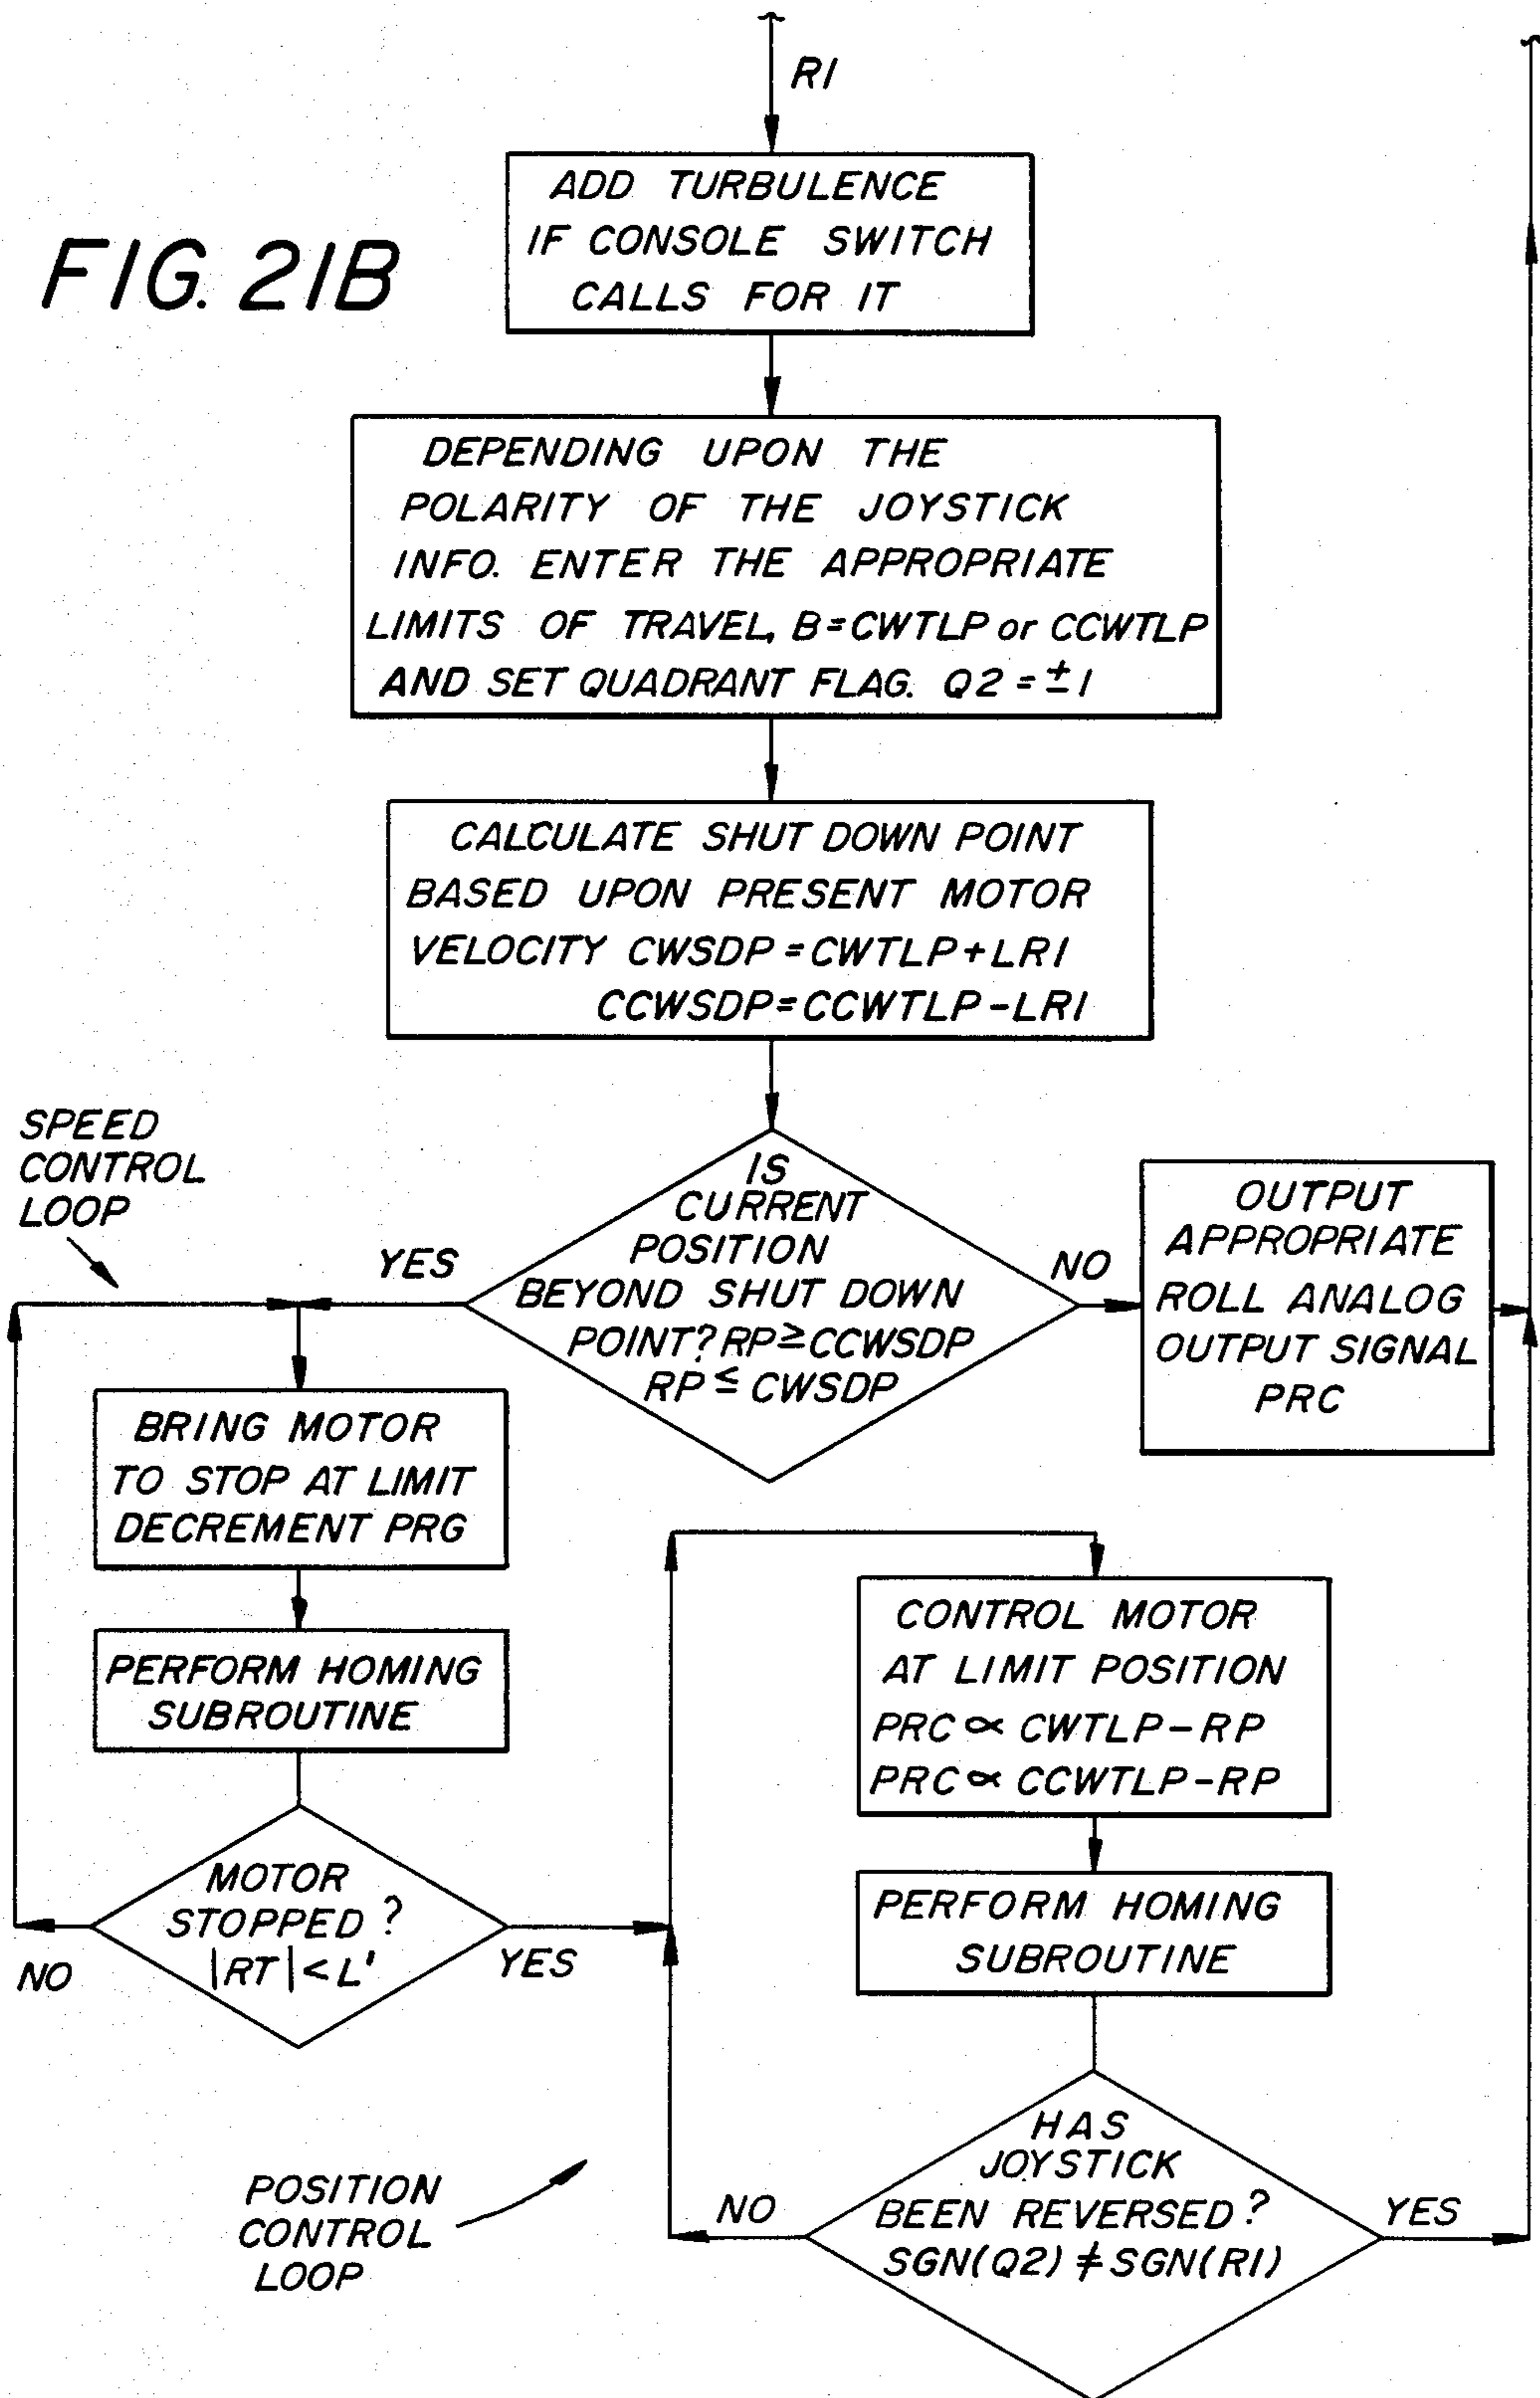 RI
FIG. 21B
ADD TURBULENCE
IF CONSOLE SWITCH
CALLS FOR IT
DEPENDING UPON THE
POLARITY OF THE JOYSTICK
INFO. ENTER THE APPROPRIATE
LIMITS OF TRAVEL, B=CWTLP or CCWTLP
AND SET QUADRANT FLAG. Q2 = ±1
CALCULATE SHUT DOWN POINT
BASED UPON PRESENT MOTOR
VELOCITY CWSDP = CWTLP+LRI
CCWSDP=CCWTLP-LRI
SPEED
CONTROL
LOOP
IS
CURRENT
POSITION
BEYOND SHUT DOWN
POINT? RP≥CCWSDP
RP≤CWSDP
YES
NO
OUTPUT
APPROPRIATE
ROLL ANALOG
OUTPUT SIGNAL
PRC
BRING MOTOR
TO STOP AT LIMIT
DECREMENT PRG
PERFORM HOMING
SUBROUTINE
MOTOR
STOPPED?
|RT|<L'
NO
YES
CONTROL MOTOR
AT LIMIT POSITION
PRC ∝ CWTLP-RP
PRC ∝ CCWTLP-RP
PERFORM HOMING
SUBROUTINE
HAS
JOYSTICK
BEEN REVERSED?
SGN(Q2) ≠ SGN(RI)
NO
YES
POSITION
CONTROL
LOOP